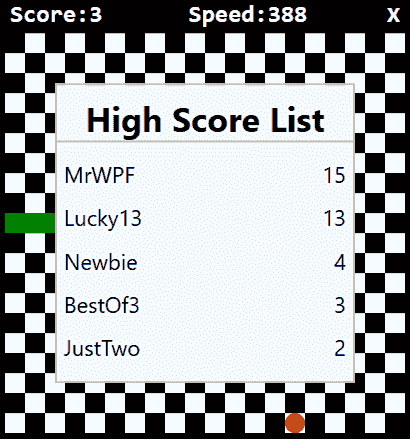 Score:3 Speed:388 X
High Score List
MrWPF 15
Lucky13 13
Newbie 4
BestOf3 3
JustTwo 2